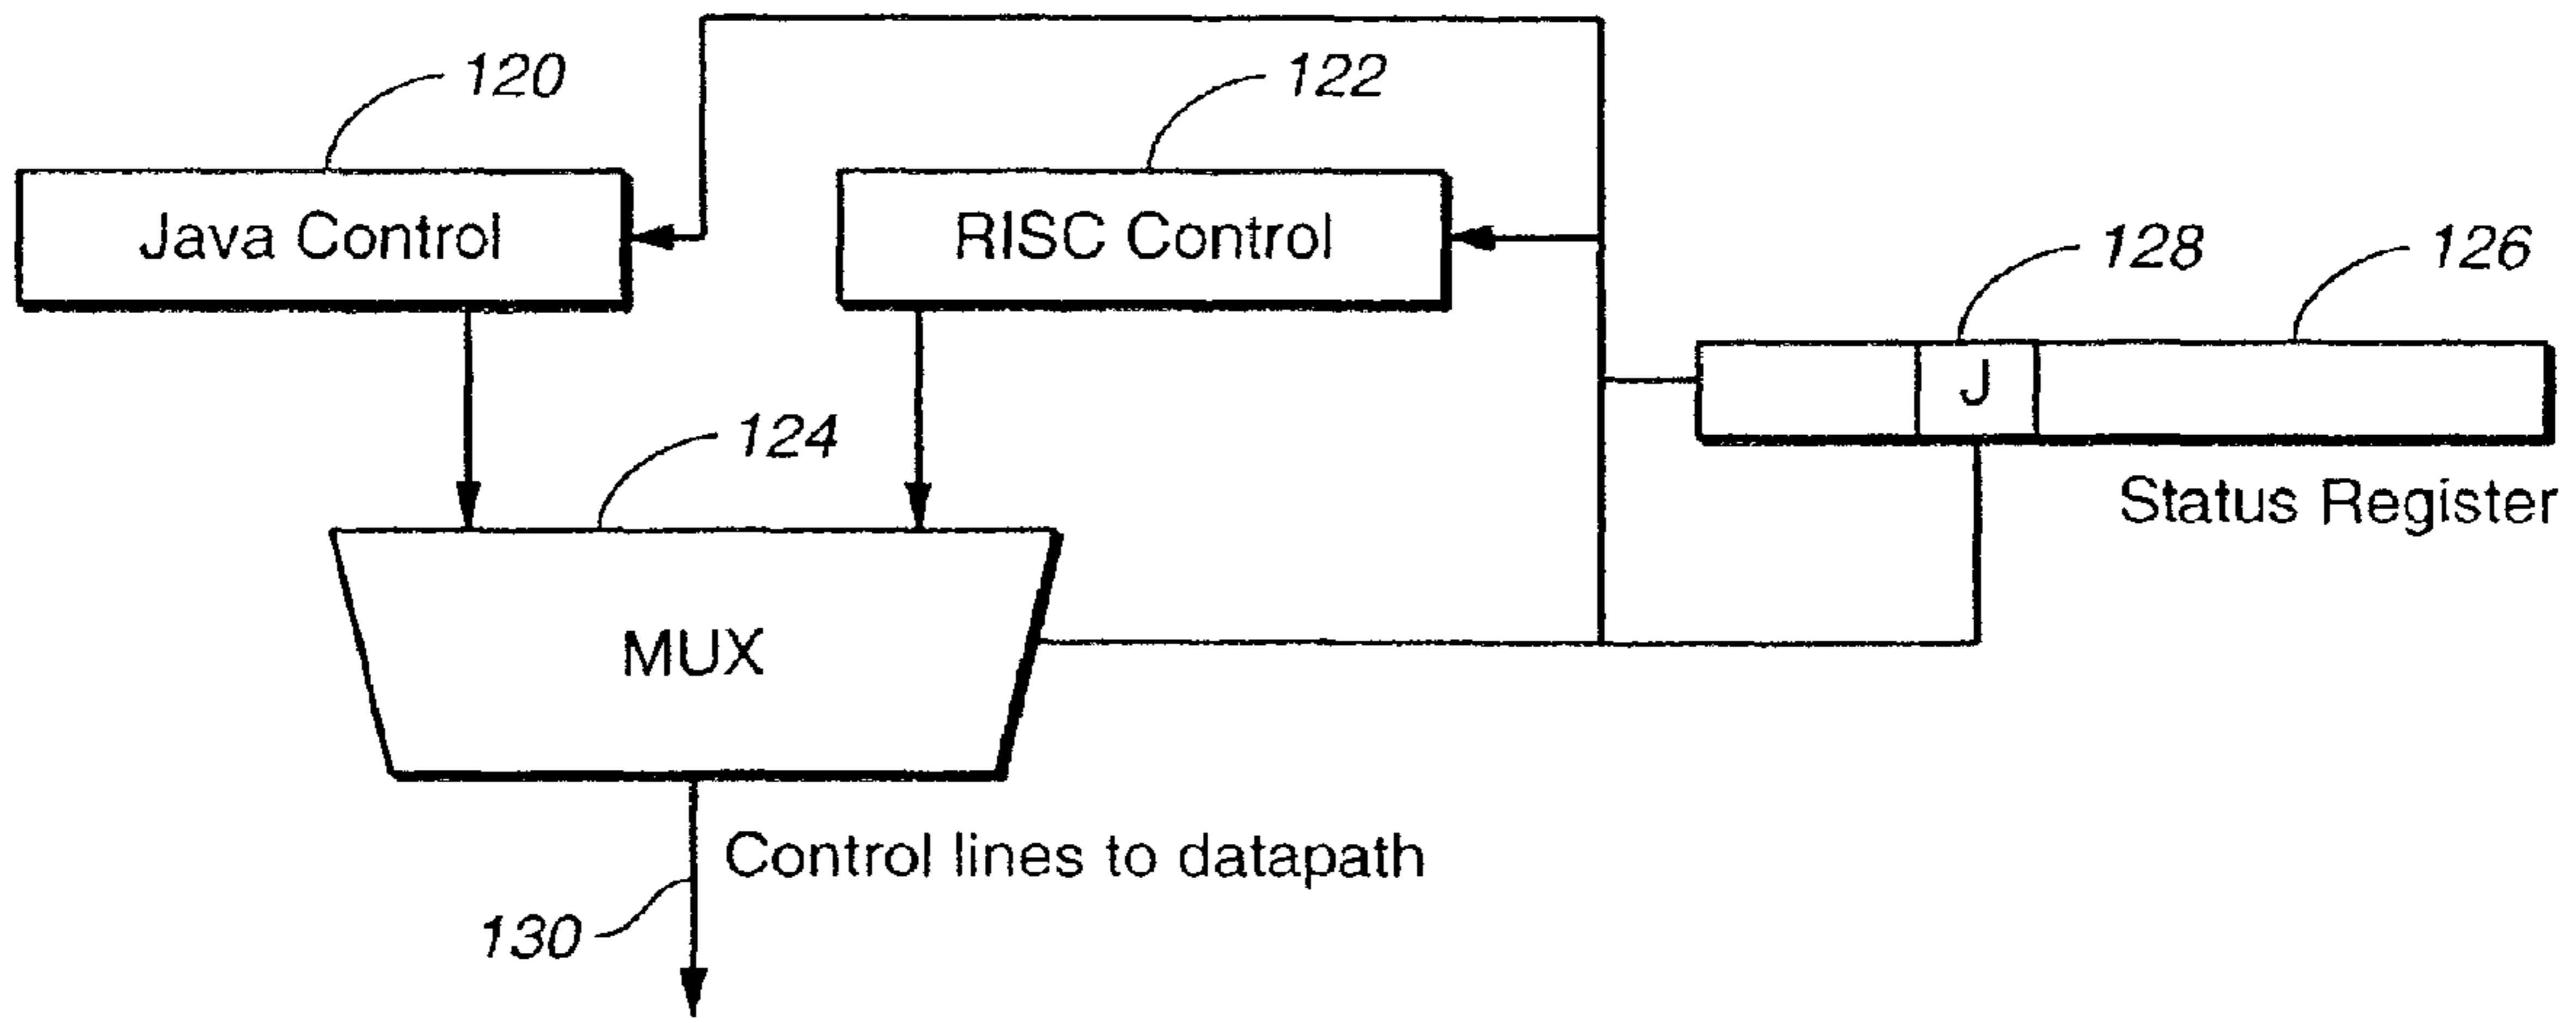 120
122
Java Control
RISC Control
128
126
J
124
Status Register
MUX
Control lines to datapath
130